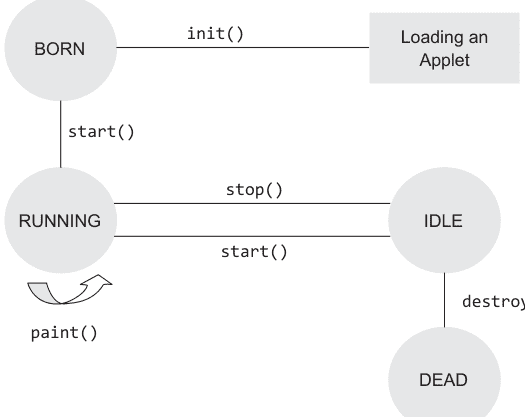 init()
BORN
Loading an
Applet
start()
stop()
RUNNING
IDLE
start()
destroy
paint()
DEAD